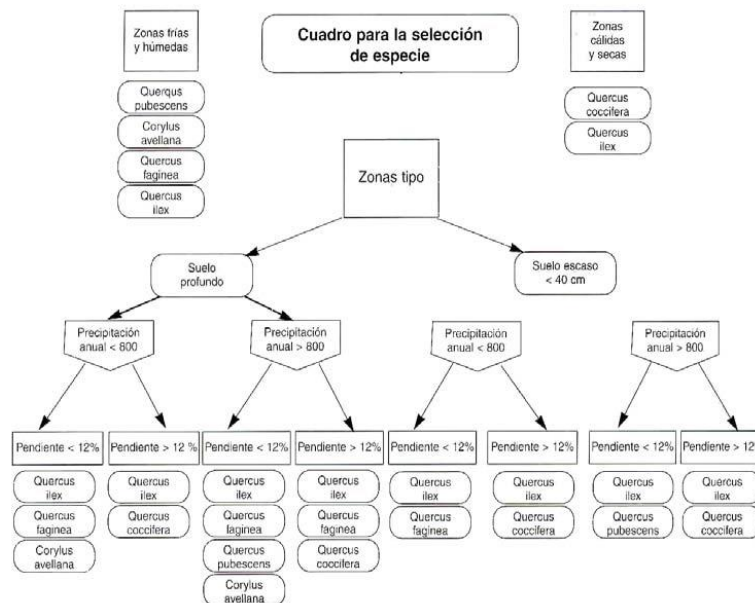 Zonas frías
y húmedas
Cuadro para la selección
de especie
Zonas
cálidas
y secas
Querqus
pubescens
Corylus
avellana
Quercus
faginea
Quercus
ilex
Quercus
coccifera
Quercus
ilex
Zonas tipo
Suelo
profundo
Suelo escaso
< 40 cm
Precipitación
anual < 800
Precipitación
anual > 800
Precipitación
anual <800
Precipitación
anual >800
Pendiente < 12%
Pendiente > 12 %
Pendiente < 12%
Pendiente > 12%
Pendiente < 12%
Pendiente > 12%
Pendiente < 12%
Pendiente > 12
Quercus
ilex
Quercus
faginea
Corylus
avellana
Quercus
ilex
Quercus
coccifera
Quercus
ilex
Quercus
faginea
Quercus
pubescens
Corylus
avellana
Quercus
ilex
Quercus
faginea
Quercus
coccifera
Quercus
ilex
Quercus
faginea
Quercus
ilex
Quercus
coccifera
Quercus
ilex
Quercus
pubescens
Quercus
ilex
Quercus
coccifera